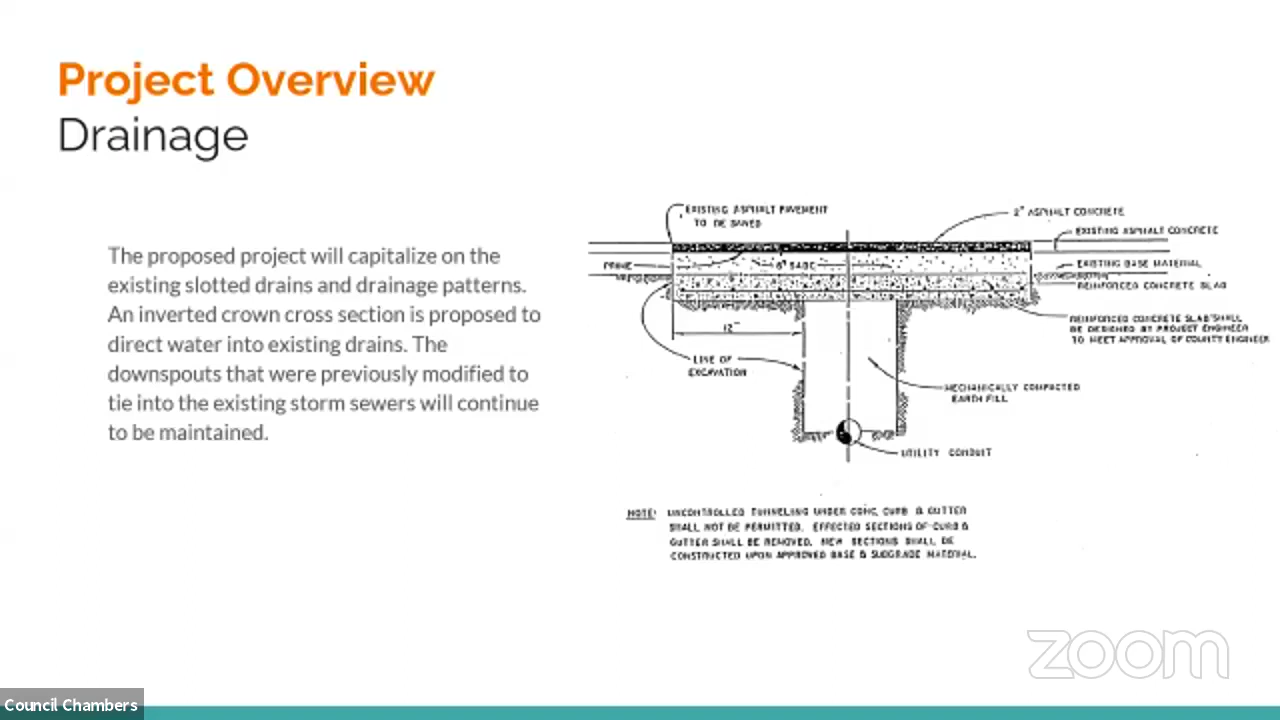 Project Overview
Drainage
The proposed project will capitalize on the
existing slotted drains and drainage patterns.
An inverted crown cross section is proposed to
direct water into existing drains. The
downspouts that were previously modified to
tie into the existing storm sewers will continue
to be maintained.
EXISTING ASPHALT PAVEMENT
TO BE SAWED
2" ASPHALT CONCRETE
EXISTING ASPHALT CONCRETE
PRIME
6" BASE
EXISTING BASE MATERIAL
REINFORCED CONCRETE SLAB
REINFORCED CONCRETE SLAB SHALL
BE DESIGNED BY PROJECT ENGINEER
TO MEET APPROVAL OF COUNTY ENGINEER
12"
LINE OF
EXCAVATION
MECHANICALLY COMPACTED
EARTH FILL
UTILITY CONDUIT
NOTE: UNCONTROLLED TUNNELING UNDER CONC. CURB & GUTTER
SHALL NOT BE PERMITTED. EFFECTED SECTIONS OF CURB &
GUTTER SHALL BE REMOVED. NEW SECTIONS SHALL BE
CONSTRUCTED UPON APPROVED BASE & SUBGRADE MATERIAL.
zoom
Council Chambers